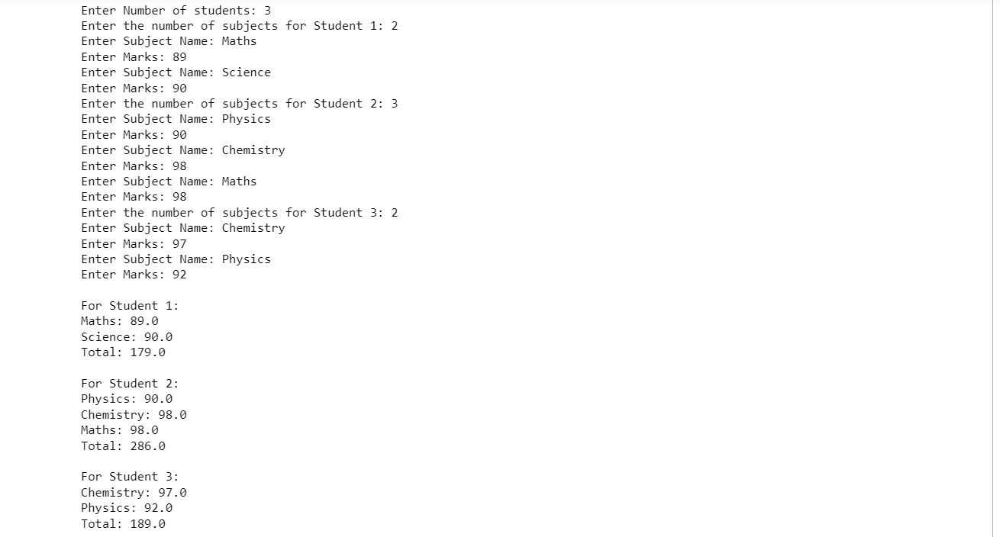 Enter Number of students: 3
Enter the number of subjects for Student 1: 2
Enter Subject Name: Maths
Enter Marks: 89
Enter Subject Name: Science
Enter Marks: 90
Enter the number of subjects for Student 2: 3
Enter Subject Name: Physics
Enter Marks: 90
Enter Subject Name: Chemistry
Enter Marks: 98
Enter Subject Name: Maths
Enter Marks: 98
Enter the number of subjects for Student 3: 2
Enter Subject Name: Chemistry
Enter Marks: 97
Enter Subject Name: Physics
Enter Marks: 92

For Student 1:
Maths: 89.0
Science: 90.0
Total: 179.0

For Student 2:
Physics: 90.0
Chemistry: 98.0
Maths: 98.0
Total: 286.0

For Student 3:
Chemistry: 97.0
Physics: 92.0
Total: 189.0